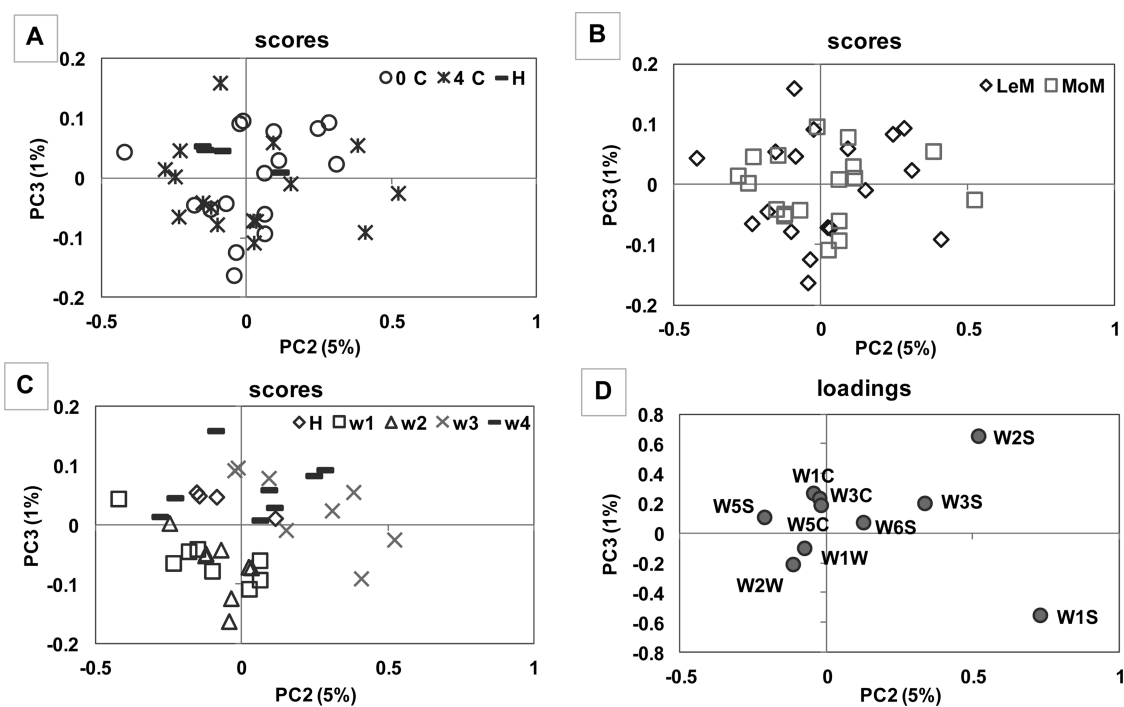 A
scores
0 C 4 C H
0.2
0.1
0
-0.1
-0.2
PC3 (1%)
-0.5 0 0.5 1
PC2 (5%)
B
scores
LeM MoM
0.2
0.1
0
-0.1
-0.2
PC3 (1%)
-0.5 0 0.5 1
PC2 (5%)
C
scores
H w1 w2 w3 w4
0.2
0.1
0
-0.1
-0.2
PC3 (1%)
-0.5 0 0.5 1
PC2 (5%)
D
loadings
0.8
0.6
0.4
0.2
0
-0.2
-0.4
-0.6
-0.8
PC3 (1%)
W2S
W1C
W3C
W3S
W5S
W5C
W6S
W1W
W2W
W1S
-0.5 0 0.5 1
PC2 (5%)